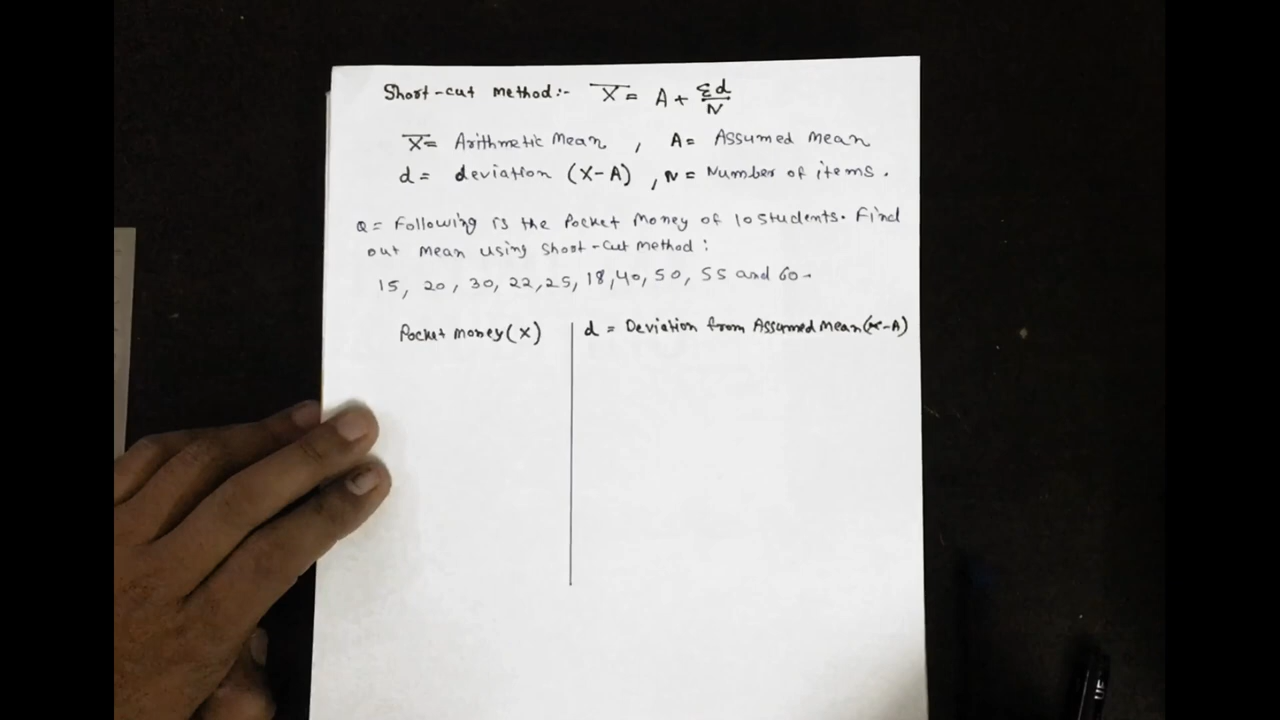 Short-cut method:- X̅ = A + Σd/N
X̅ = Arithmetic Mean , A = Assumed mean
d = deviation (X-A) , N = Number of items .
Q = Following is the Pocket Money of 10 Students. Find
out mean using Short-cut method :
15, 20, 30, 22, 25, 18, 40, 50, 55 and 60.
Pocket money (X) d = Deviation from Assumed mean (x-A)